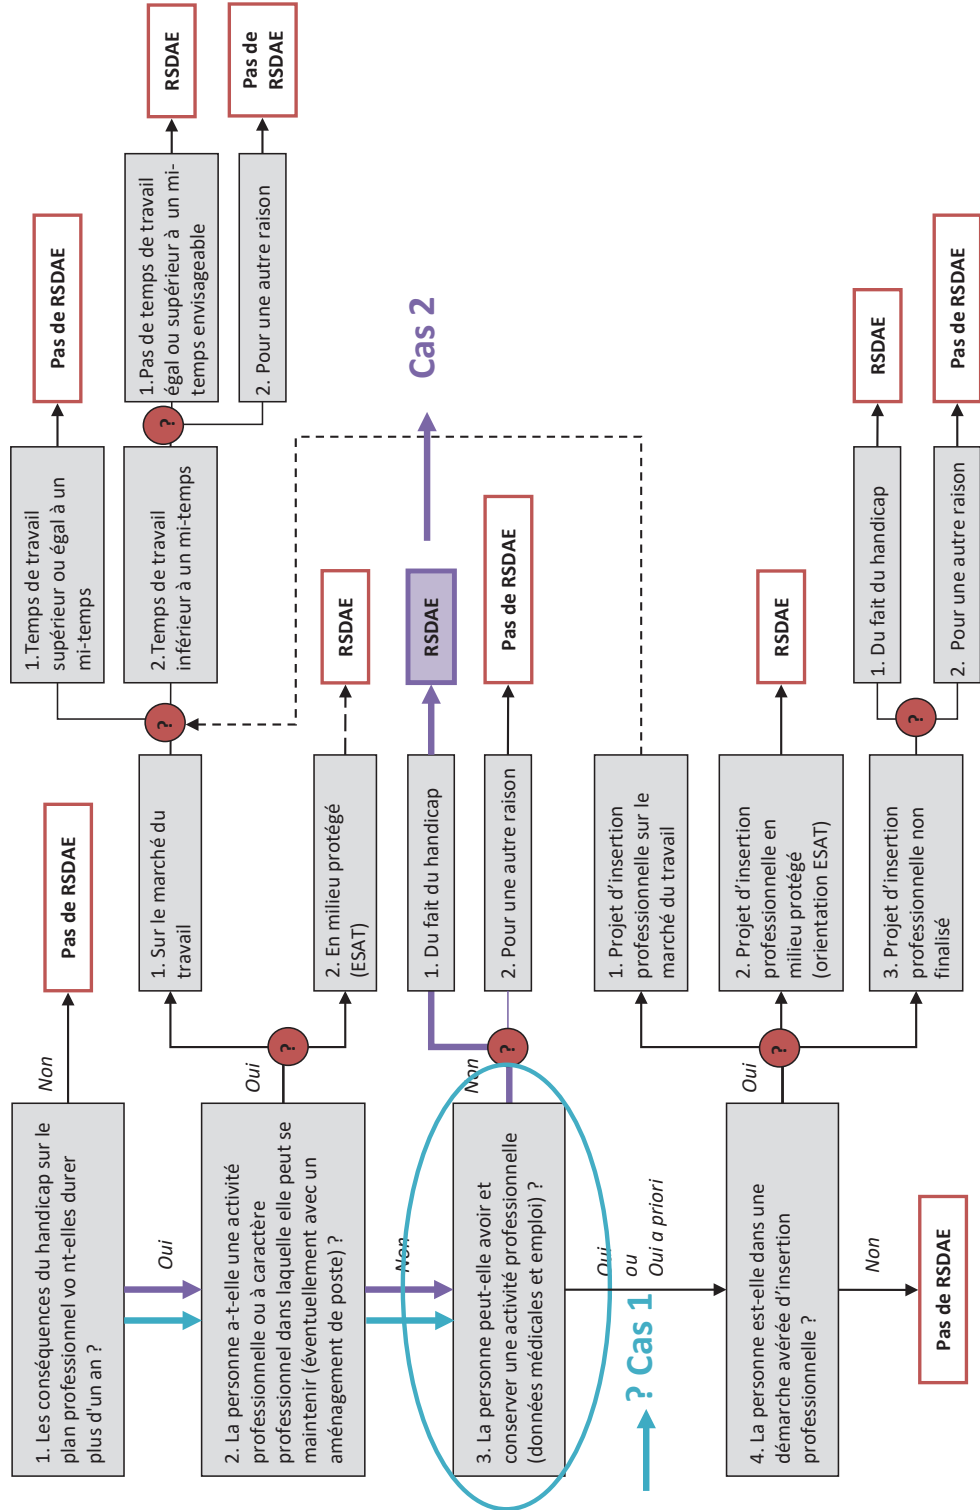 1. Les conséquences du handicap sur le
plan professionnel vo nt-elles durer
plus d'un an ?
Non
Pas de RSDAE
Oui
2. La personne a-t-elle une activité
professionnelle ou à caractère
professionnel dans laquelle elle peut se
maintenir (éventuellement avec un
aménagement de poste) ?
Oui
?
1. Sur le marché du
travail
?
1.Temps de travail
supérieur ou égal à un
mi-temps
Pas de RSDAE
2.Temps de travail
inférieur à un mi-temps
?
1.Pas de temps de travail
égal ou supérieur à un mi-
temps envisageable
RSDAE
2. Pour une autre raison
Pas de
RSDAE
2. En milieu protégé
(ESAT)
RSDAE
Non
3. La personne peut-elle avoir et
conserver une activité professionnelle
(données médicales et emploi) ?
Non
?
1. Du fait du handicap
RSDAE
Cas 2
2. Pour une autre raison
Pas de RSDAE
Oui
ou
Oui a priori
? Cas 1
4. La personne est-elle dans une
démarche avérée d'insertion
professionnelle ?
Oui
?
1. Projet d'insertion
professionnelle sur le
marché du travail
2. Projet d'insertion
professionnelle en
milieu protégé
(orientation ESAT)
RSDAE
3. Projet d'insertion
professionnelle non
finalisé
?
1. Du fait du handicap
RSDAE
2. Pour une autre raison
Pas de RSDAE
Non
Pas de RSDAE